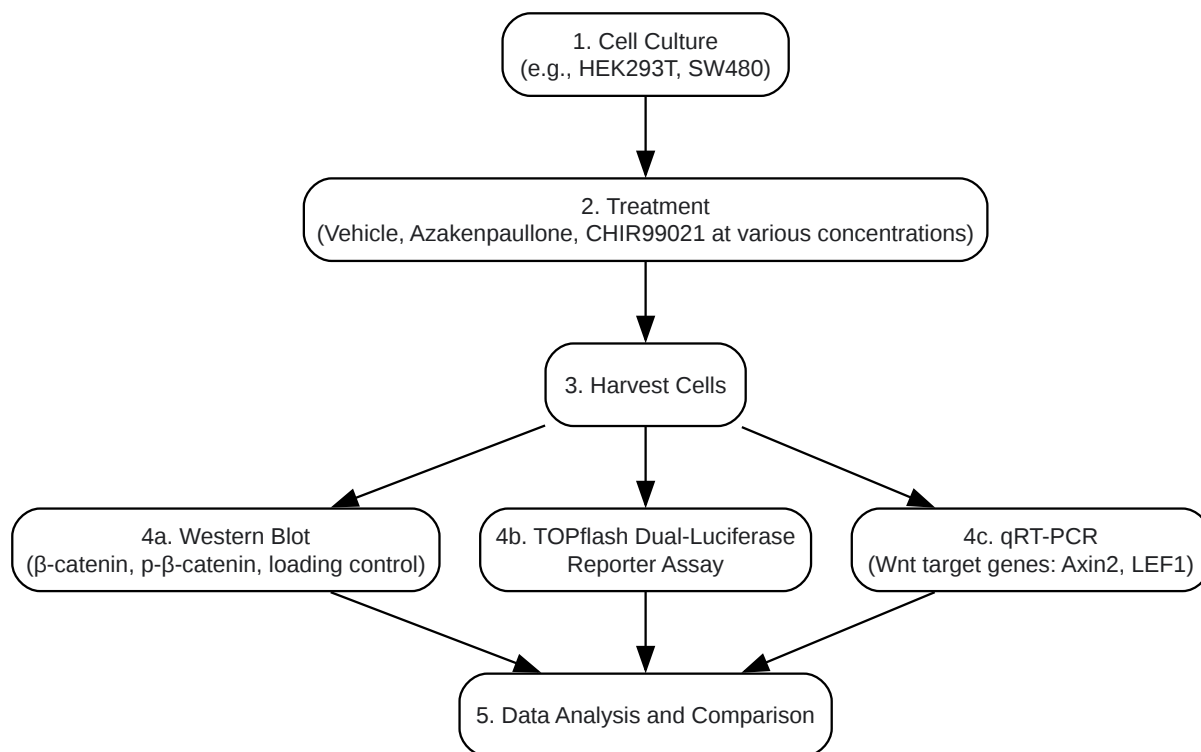 1. Cell Culture
(e.g., HEK293T, SW480)
2. Treatment
(Vehicle, Azakenpaullone, CHIR99021 at various concentrations)
3. Harvest Cells
4a. Western Blot
(β-catenin, p-β-catenin, loading control)
4b. TOPflash Dual-Luciferase
Reporter Assay
4c. qRT-PCR
(Wnt target genes: Axin2, LEF1)
5. Data Analysis and Comparison